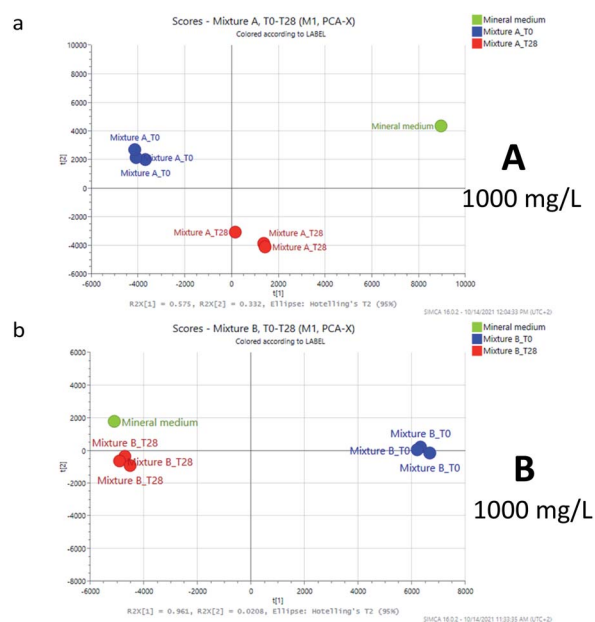 a
Scores - Mixture A, T0-T28 (M1, PCA-X)
Colored according to LABEL
Mineral medium
Mixture A_T0
Mixture A_T28
10000
8000
6000
4000
2000
0
-2000
-4000
-6000
t[2]
Mineral medium
Mixture A_T0
Mixture A_T0
Mixture A_T0
Mixture A_T28
Mixture A_T28
Mixture A_T28
-6000 -4000 -2000 0 2000 4000 6000 8000 10000
t[1]
R2X[1] = 0.575, R2X[2] = 0.332, Ellipse: Hotelling's T2 (95%)
SIMCA 16.0.2 - 10/14/2021 12:04:33 PM (UTC+2)
A
1000 mg/L
b
Scores - Mixture B, T0-T28 (M1, PCA-X)
Colored according to LABEL
Mineral medium
Mixture B_T0
Mixture B_T28
6000
4000
2000
0
-2000
-4000
-6000
-8000
t[2]
Mineral medium
Mixture B_T28
Mixture B_T28
Mixture B_T28
Mixture B_T0
Mixture B_T0
Mixture B_T0
-6000 -4000 -2000 0 2000 4000 6000 8000
t[1]
R2X[1] = 0.961, R2X[2] = 0.0208, Ellipse: Hotelling's T2 (95%)
SIMCA 16.0.2 - 10/14/2021 11:33:35 AM (UTC+2)
B
1000 mg/L